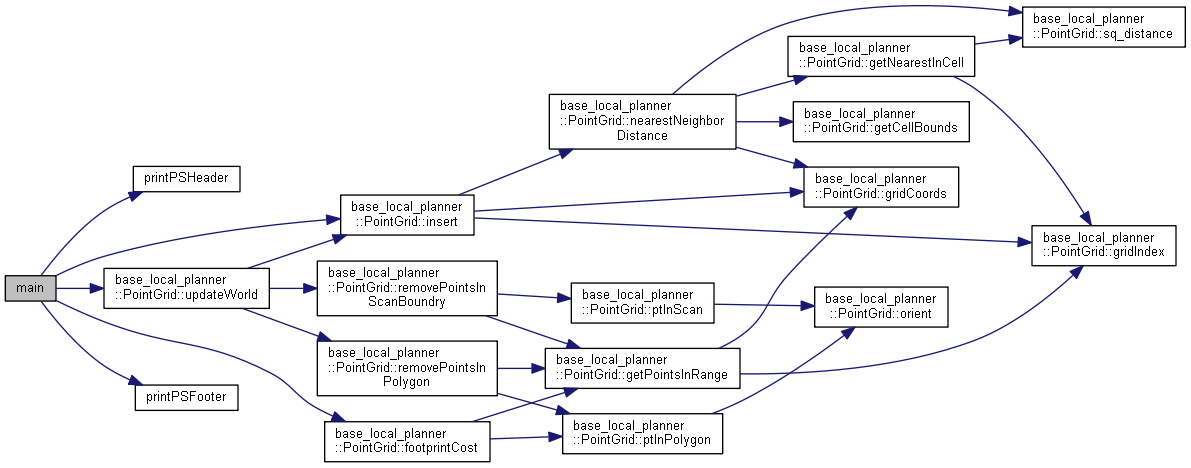 main
printPSHeader
base_local_planner
::PointGrid::updateWorld
printPSFooter
base_local_planner
::PointGrid::insert
base_local_planner
::PointGrid::removePointsIn
ScanBoundry
base_local_planner
::PointGrid::removePointsIn
Polygon
base_local_planner
::PointGrid::footprintCost
base_local_planner
::PointGrid::nearestNeighbor
Distance
base_local_planner
::PointGrid::ptInScan
base_local_planner
::PointGrid::getPointsInRange
base_local_planner
::PointGrid::ptInPolygon
base_local_planner
::PointGrid::getNearestInCell
base_local_planner
::PointGrid::getCellBounds
base_local_planner
::PointGrid::gridCoords
base_local_planner
::PointGrid::orient
base_local_planner
::PointGrid::sq_distance
base_local_planner
::PointGrid::gridIndex